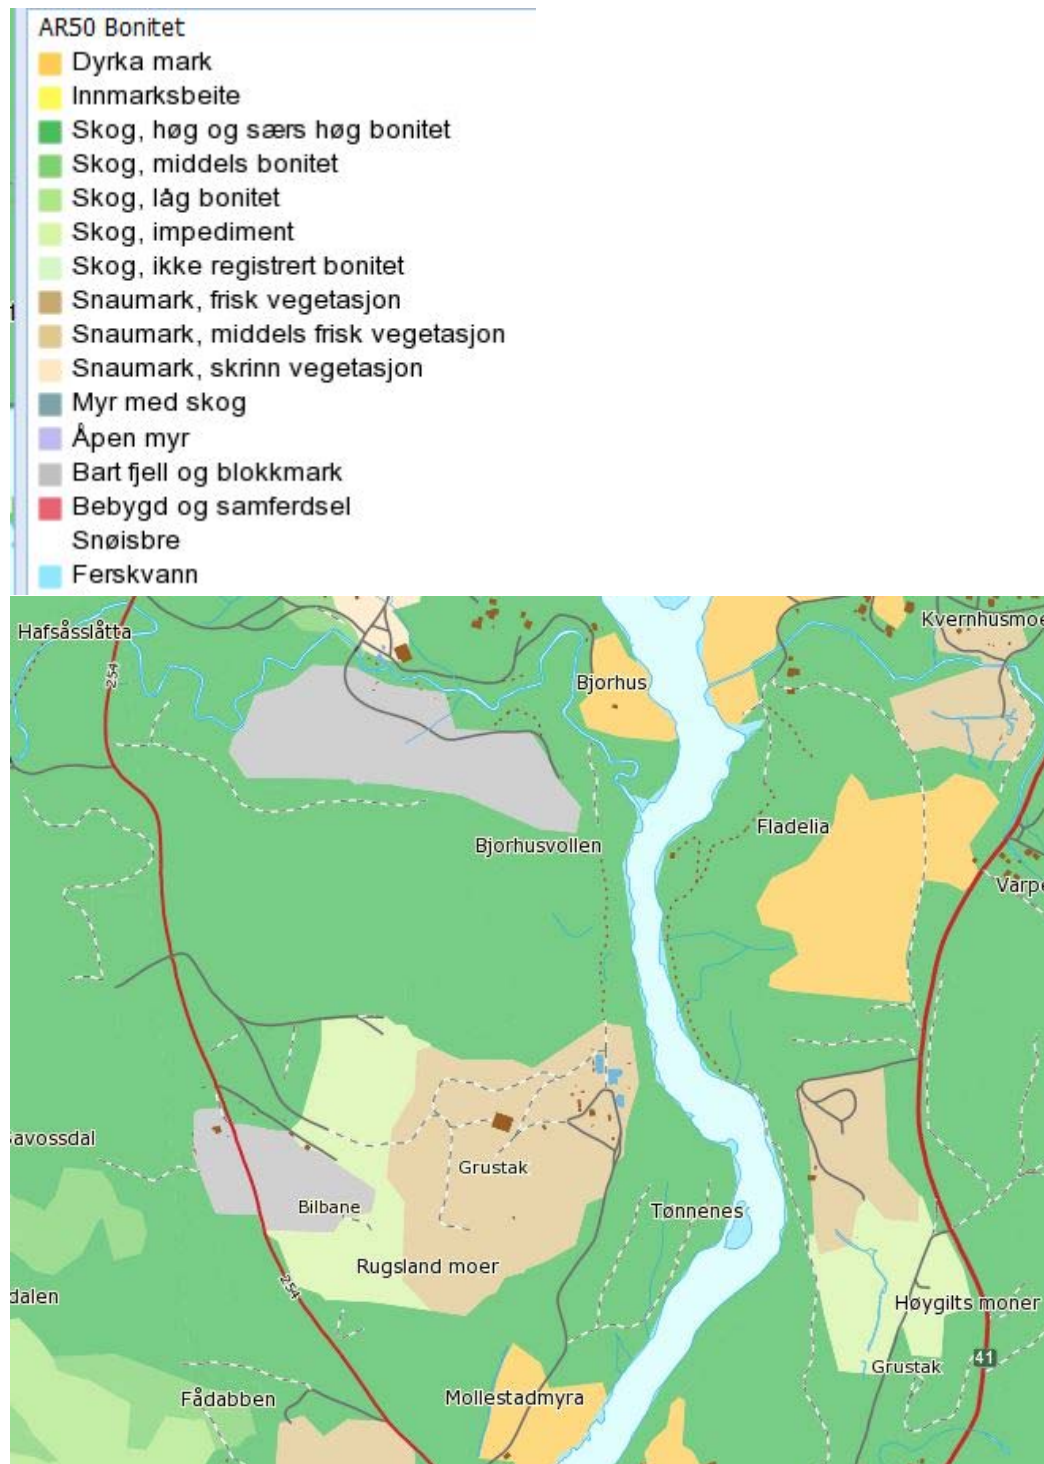 AR50 Bonitet
Dyrka mark
Innmarksbeite
Skog, høg og særs høg bonitet
Skog, middels bonitet
Skog, låg bonitet
Skog, impediment
Skog, ikke registrert bonitet
Snaumark, frisk vegetasjon
Snaumark, middels frisk vegetasjon
Snaumark, skrinn vegetasjon
Myr med skog
Åpen myr
Bart fjell og blokkmark
Bebygd og samferdsel
Snøisbre
Ferskvann
Hafsåsslåtta
Kvernhusmoe
254
Bjorhus
Fladelia
Bjorhusvollen
Varpe
avossdal
Grustak
Bilbane
Tønnenes
Rugsland moer
254
dalen
Høygilts moner
41
Grustak
Fådabben
Mollestadmyra